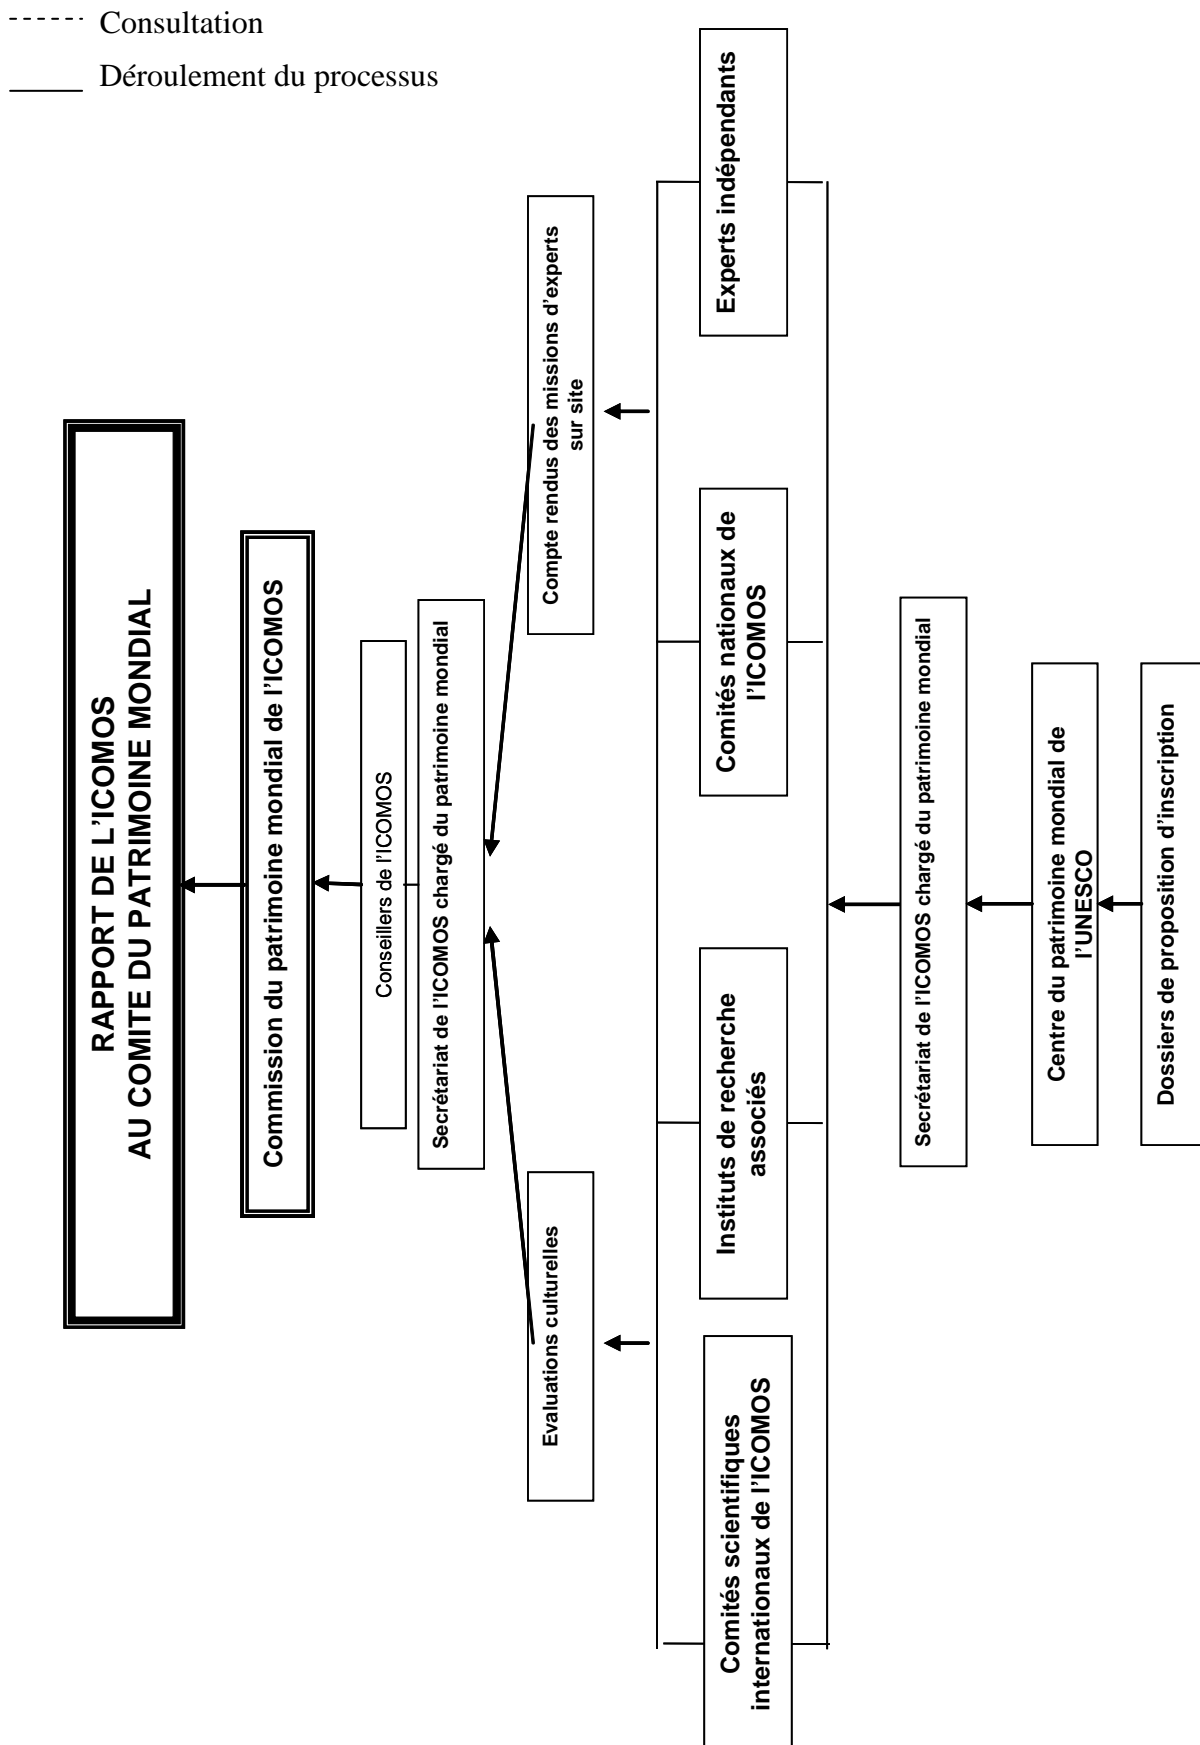 Consultation
Déroulement du processus
RAPPORT DE L'ICOMOS
AU COMITE DU PATRIMOINE MONDIAL
Commission du patrimoine mondial de l'ICOMOS
Conseillers de l'ICOMOS
Secrétariat de l'ICOMOS chargé du patrimoine mondial
Evaluations culturelles
Compte rendus des missions d'experts
sur site
Comités scientifiques
internationaux de l'ICOMOS
Instituts de recherche
associés
Comités nationaux de
l'ICOMOS
Experts indépendants
Secrétariat de l'ICOMOS chargé du patrimoine mondial
Centre du patrimoine mondial de
l'UNESCO
Dossiers de proposition d'inscription